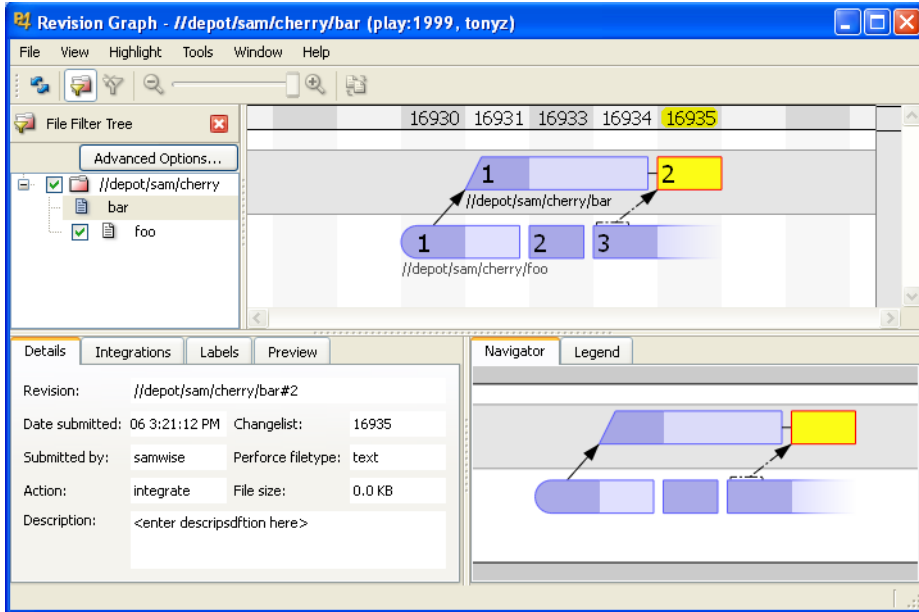 Revision Graph - //depot/sam/cherry/bar (play:1999, tonyz)
File View Highlight Tools Window Help
File Filter Tree
16930 16931 16933 16934 16935
Advanced Options...
//depot/sam/cherry
bar
foo
1 2
//depot/sam/cherry/bar
1 2 3
//depot/sam/cherry/foo
Details Integrations Labels Preview
Navigator Legend
Revision: //depot/sam/cherry/bar#2
Date submitted: 06 3:21:12 PM Changelist: 16935
Submitted by: samwise Perforce filetype: text
Action: integrate File size: 0.0 KB
Description: <enter descripsdftion here>